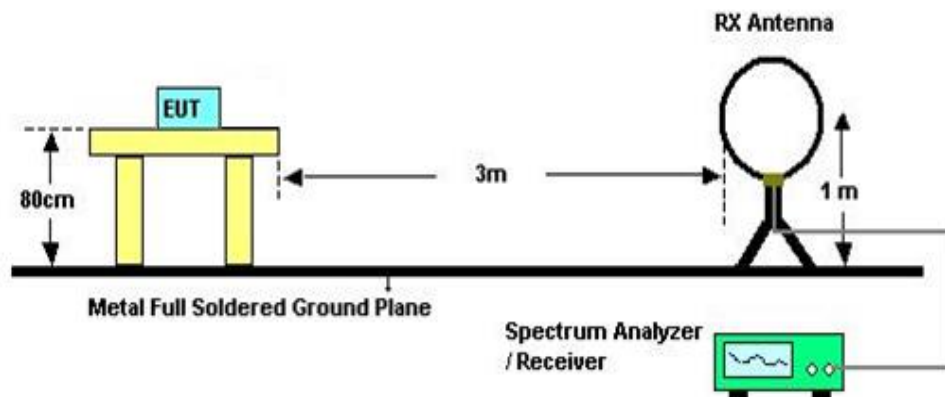 RX Antenna
EUT
3m
80cm
1 m
Metal Full Soldered Ground Plane
Spectrum Analyzer
/ Receiver